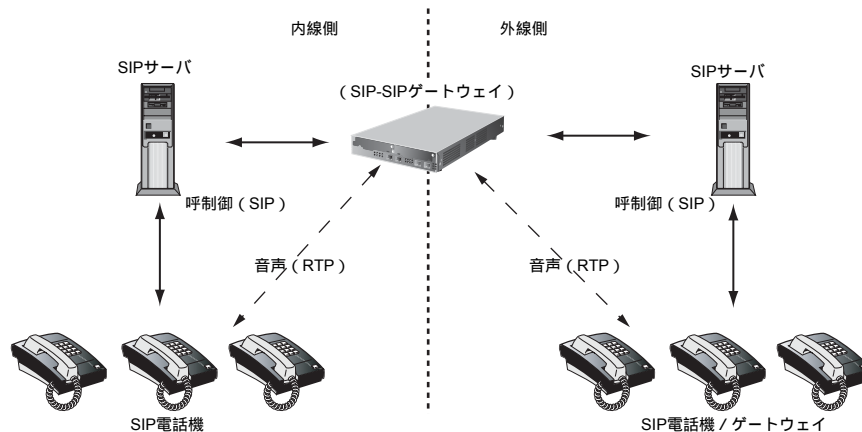 内線側
外線側
SIPサーバ
SIPサーバ
（SIP-SIPゲートウェイ）
呼制御（SIP）
呼制御（SIP）
音声（RTP）
音声（RTP）
SIP電話機
SIP電話機 / ゲートウェイ